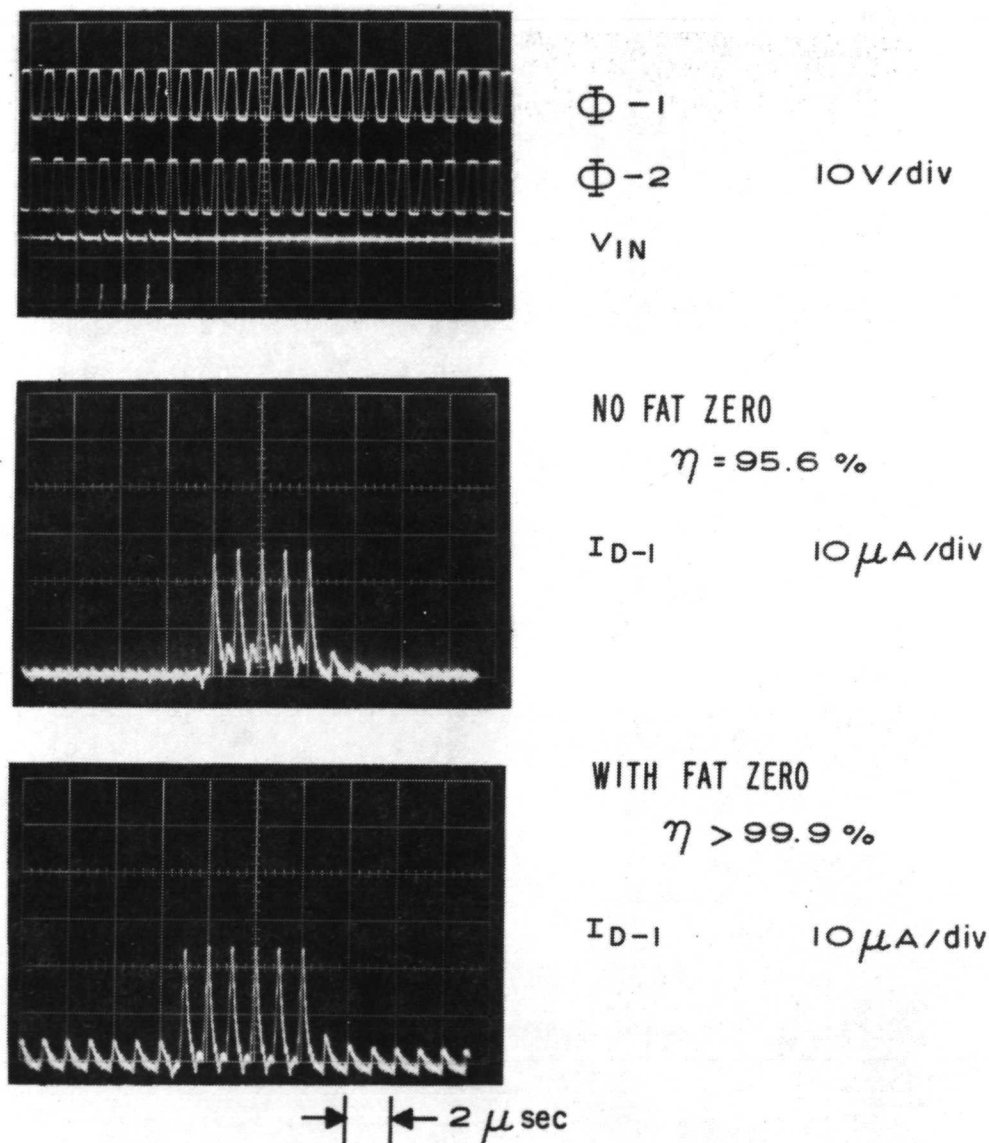 Φ-1
Φ-2 10V/div
VIN
NO FAT ZERO
η = 95.6 %
ID-1 10 μA/div
WITH FAT ZERO
η > 99.9 %
ID-1 10 μA/div
2 μsec